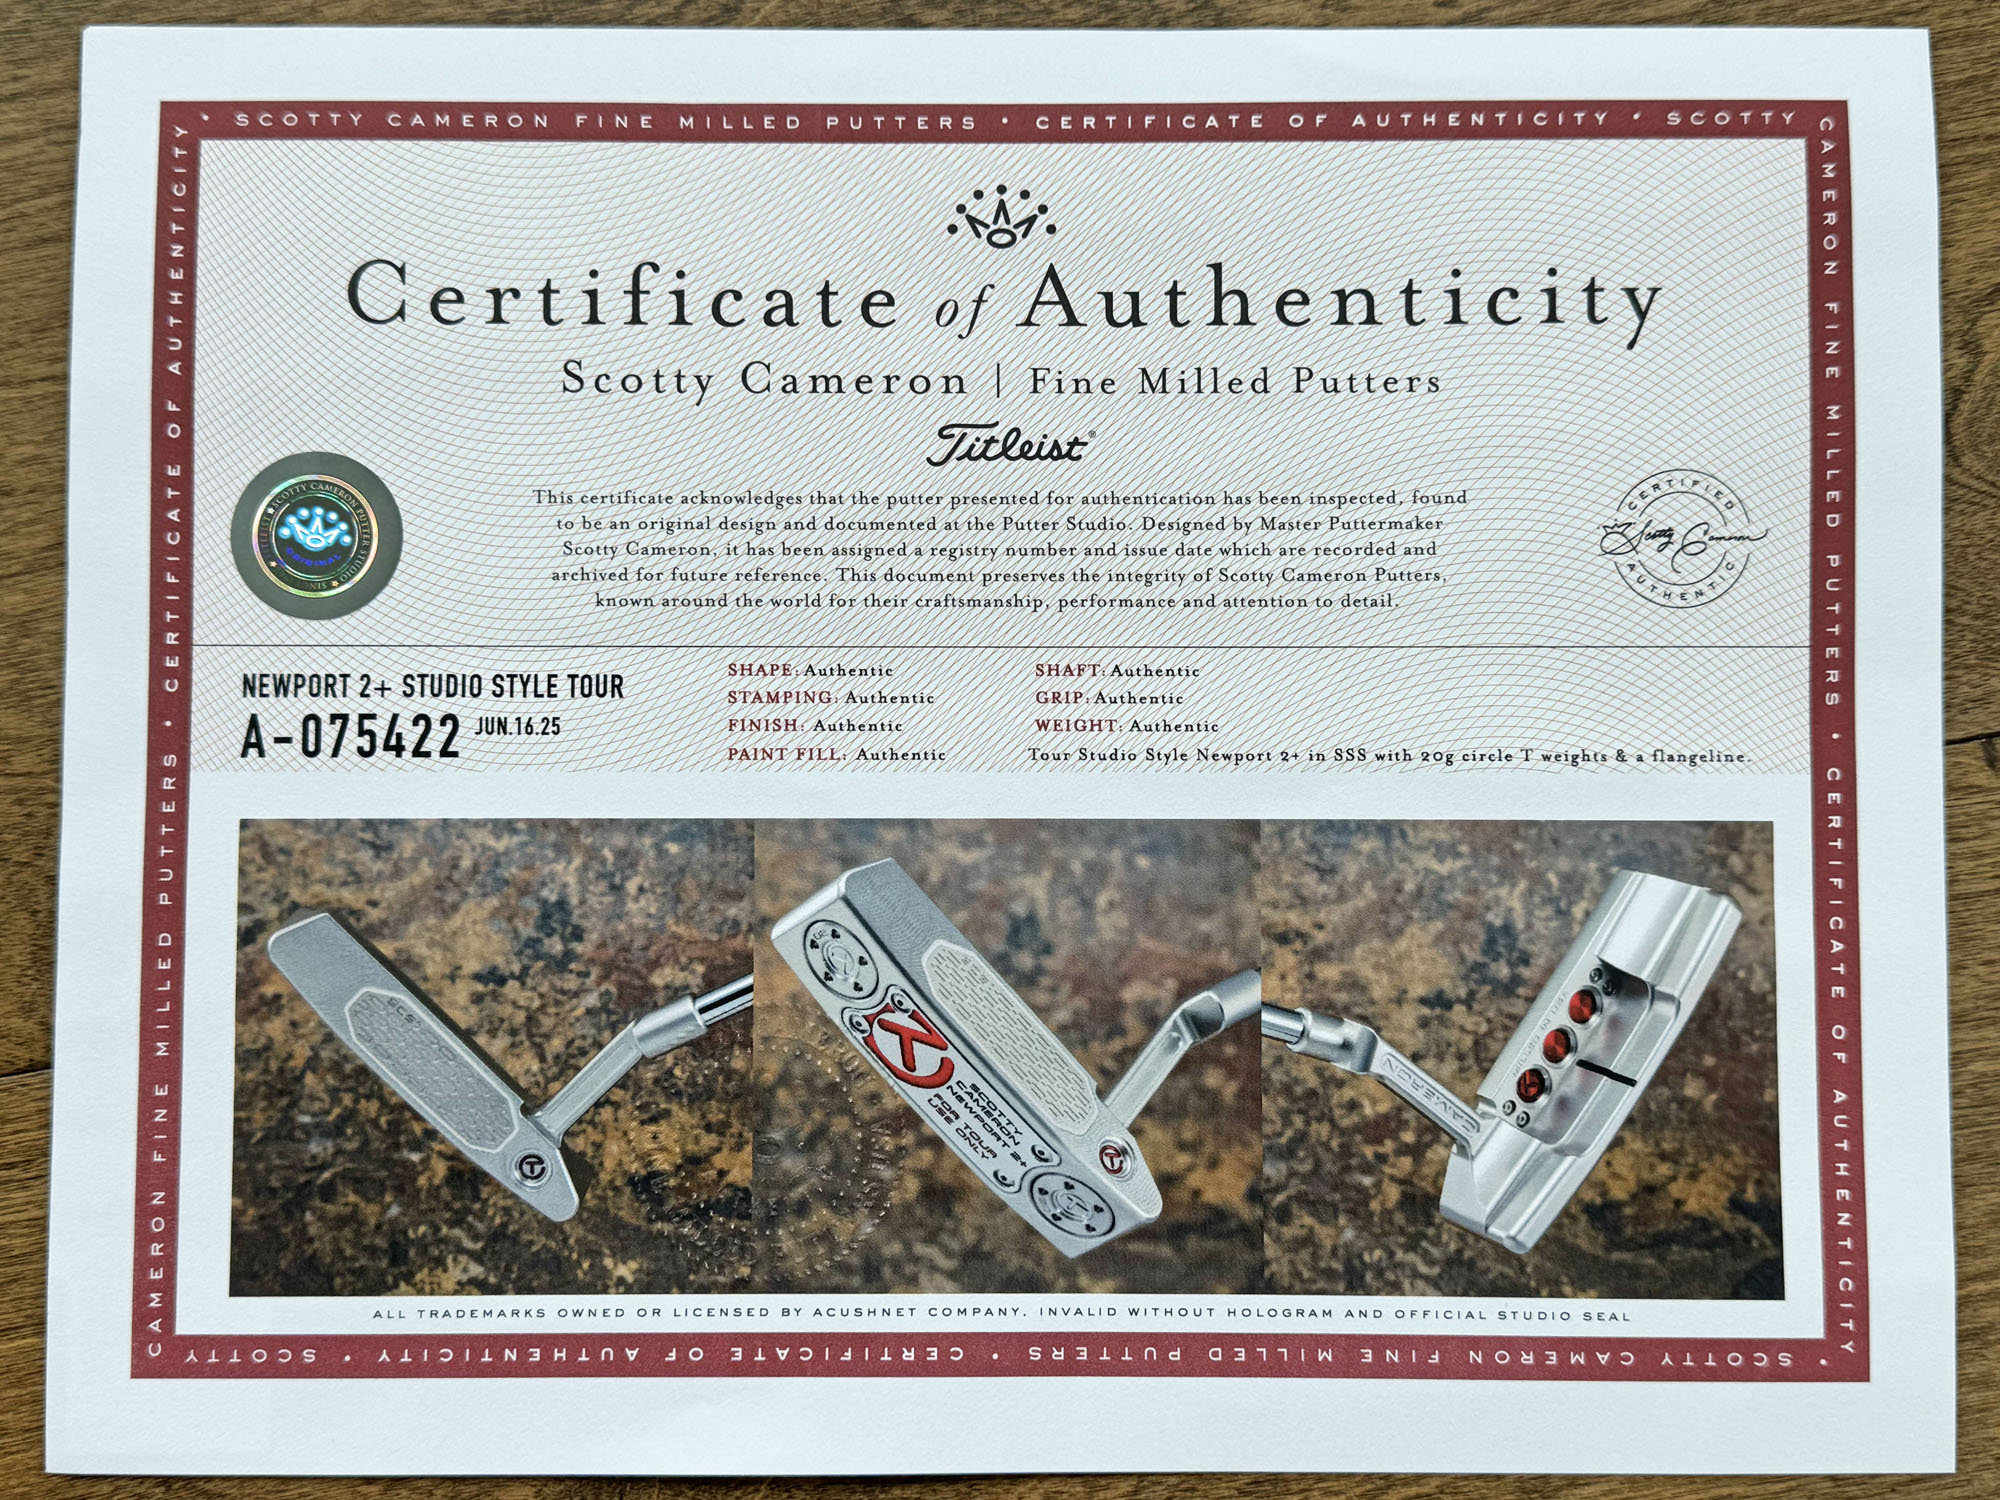 • SCOTTY CAMERON FINE MILLED PUTTERS • CERTIFICATE OF AUTHENTICITY • SCOTTY
CAMERON FINE MILLED PUTTERS • CERTIFICATE OF AUTHENTICITY
• SCOTTY CAMERON FINE MILLED PUTTERS • CERTIFICATE OF AUTHENTICITY • SCOTTY
CAMERON FINE MILLED PUTTERS • CERTIFICATE OF AUTHENTICITY
Certificate of Authenticity
Scotty Cameron | Fine Milled Putters
Titleist®
This certificate acknowledges that the putter presented for authentication has been inspected, found
to be an original design and documented at the Putter Studio. Designed by Master Puttermaker
Scotty Cameron, it has been assigned a registry number and issue date which are recorded and
archived for future reference. This document preserves the integrity of Scotty Cameron Putters,
known around the world for their craftsmanship, performance and attention to detail.
SCOTTY CAMERON PUTTER STUDIO
TITLEIST
ORIGINAL
CERTIFIED
Scotty Cameron
AUTHENTIC
NEWPORT 2+ STUDIO STYLE TOUR
A-075422 JUN.16.25
SHAPE: Authentic
STAMPING: Authentic
FINISH: Authentic
PAINT FILL: Authentic
SHAFT: Authentic
GRIP: Authentic
WEIGHT: Authentic
Tour Studio Style Newport 2+ in SSS with 20g circle T weights & a flangeline.
T
20
SCOTTY
CAMERON
NEWPORT 2+
FOR TOUR
USE ONLY
T
CAMERON
ALL TRADEMARKS OWNED OR LICENSED BY ACUSHNET COMPANY. INVALID WITHOUT HOLOGRAM AND OFFICIAL STUDIO SEAL